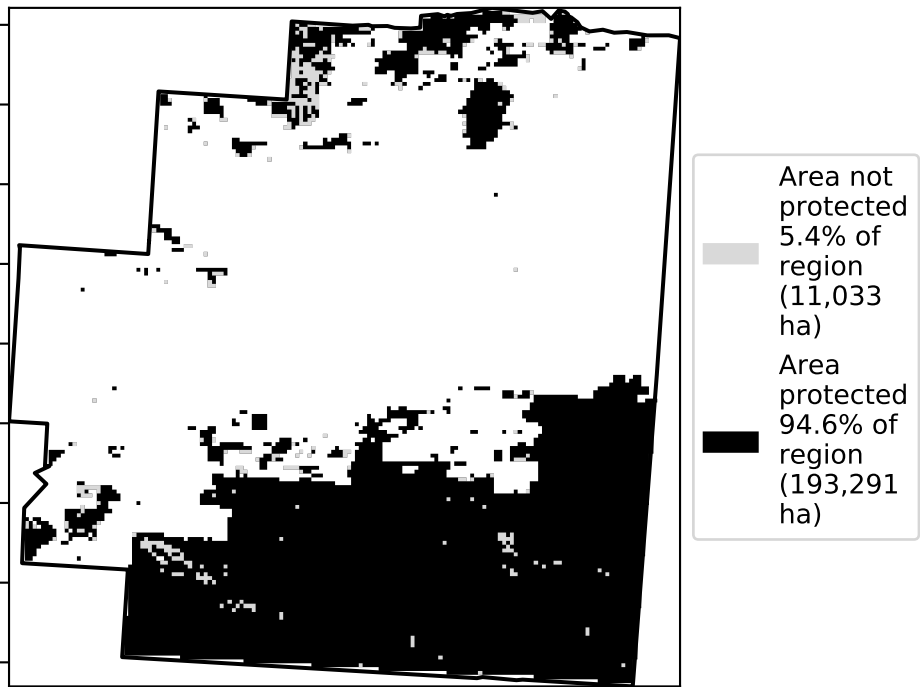 Area not
protected
5.4% of
region
(11,033
ha)
Area
protected
94.6% of
region
(193,291
ha)